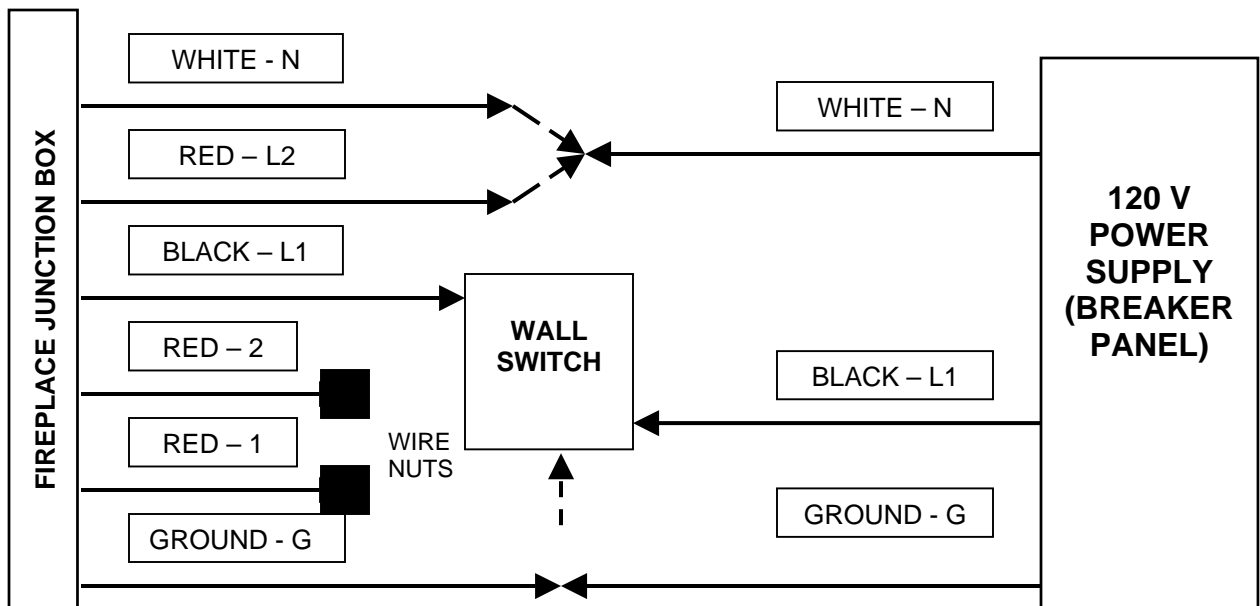 FIREPLACE JUNCTION BOX
WHITE - N
RED – L2
BLACK – L1
RED – 2
RED – 1
GROUND - G
WIRE
NUTS
WALL
SWITCH
WHITE – N
BLACK – L1
GROUND - G
120 V
POWER
SUPPLY
(BREAKER
PANEL)